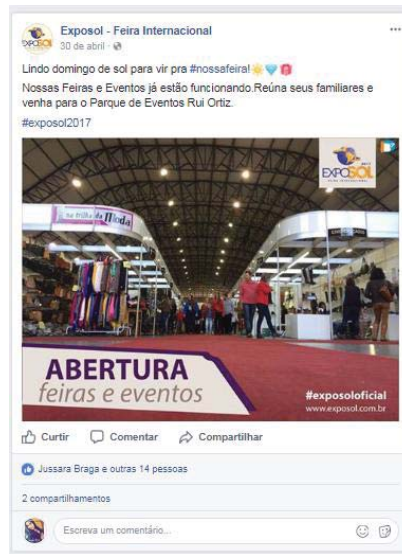 Exposol - Feira Internacional
30 de abril ·
Lindo domingo de sol para vir pra #nossafeira!
Nossas Feiras e Eventos já estão funcionando.Reúna seus familiares e
venha para o Parque de Eventos Rui Ortiz.
#exposol2017
EXPOSOL
na trilha da Moda
ABERTURA
feiras e eventos
#exposoloficial
www.exposol.com.br
Curtir Comentar Compartilhar
Jussara Braga e outras 14 pessoas
2 compartilhamentos
Escreva um comentário...